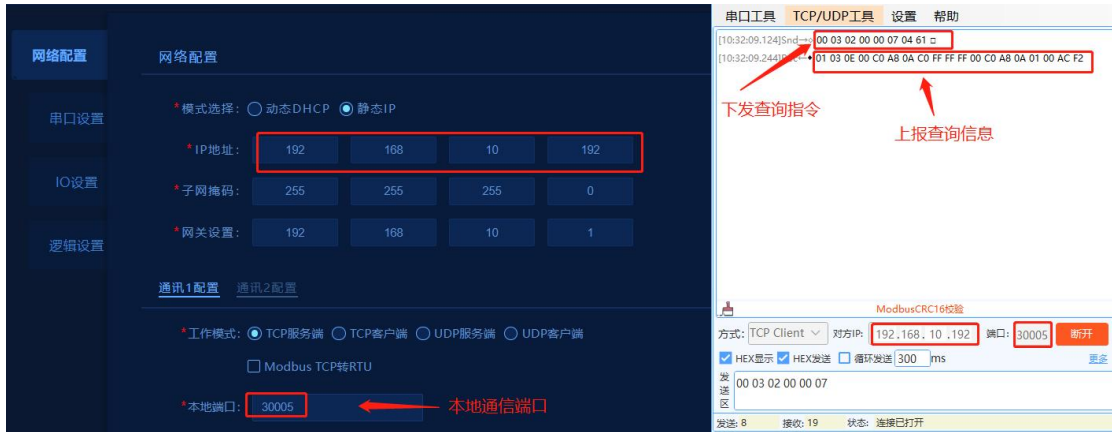 网络配置
串口设置
IO设置
逻辑设置
网络配置
*模式选择: 动态DHCP 静态IP
*IP地址: 192 168 10 192
*子网掩码: 255 255 255 0
*网关设置: 192 168 10 1
通讯1配置 通讯2配置
*工作模式: TCP服务端 TCP客户端 UDP服务端 UDP客户端
Modbus TCP转RTU
*本地端口: 30005 本地通信端口
串口工具 TCP/UDP工具 设置 帮助
[10:32:09.124]Snd→◇00 03 02 00 00 07 04 61 □
[10:32:09.244] ←◆01 03 0E 00 C0 A8 0A C0 FF FF FF 00 C0 A8 0A 01 00 AC F2
下发查询指令
上报查询信息
ModbusCRC16校验
方式: TCP Client 对方IP: 192.168. 10 .192 端口: 30005 断开
HEX显示 HEX发送 循环发送 300 ms 更多
发送区
00 03 02 00 00 07
发送: 8 接收: 19 状态: 连接已打开